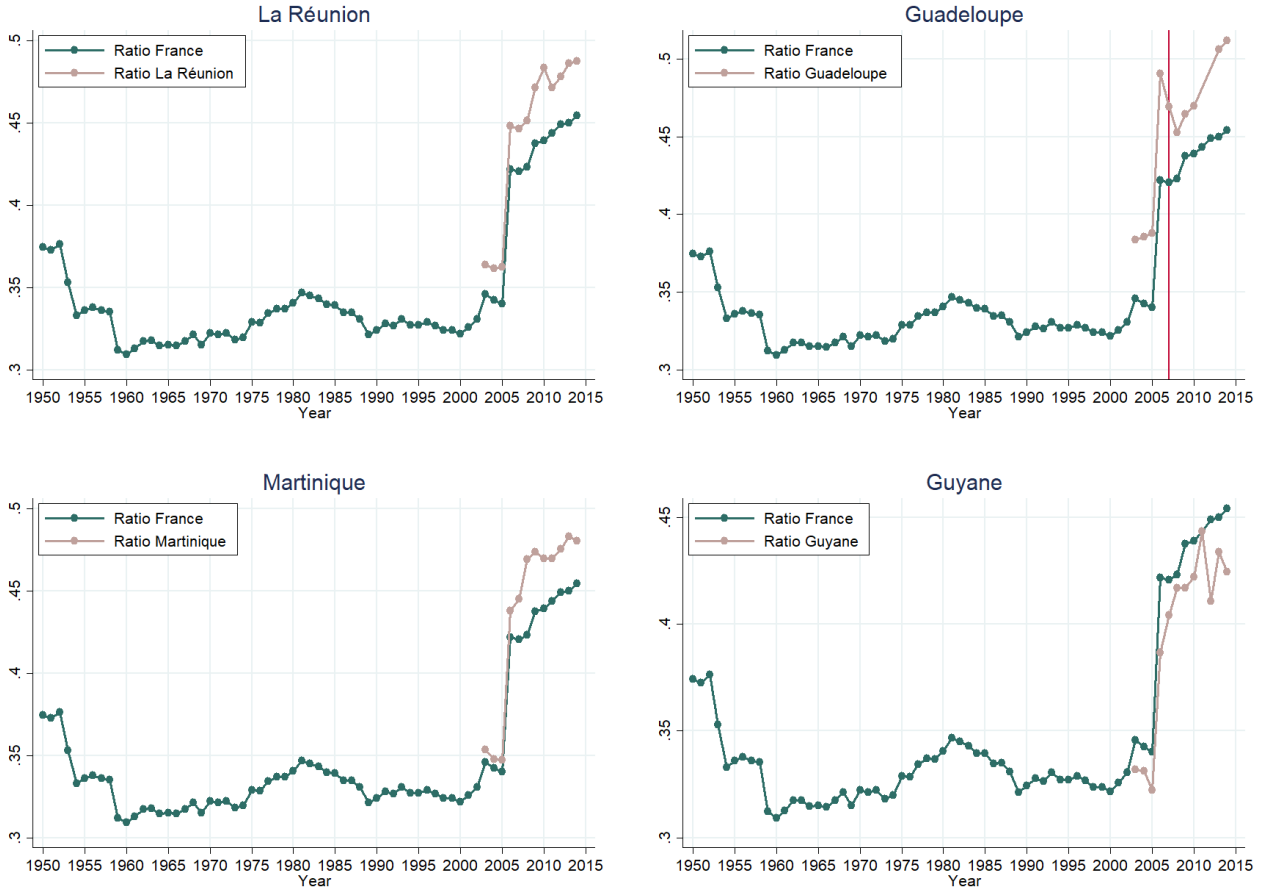 La Réunion
Ratio France
Ratio La Réunion
.5
.45
.4
.35
.3
1950 1955 1960 1965 1970 1975 1980 1985 1990 1995 2000 2005 2010 2015
Year
Guadeloupe
Ratio France
Ratio Guadeloupe
.5
.45
.4
.35
.3
1950 1955 1960 1965 1970 1975 1980 1985 1990 1995 2000 2005 2010 2015
Year
Martinique
Ratio France
Ratio Martinique
.5
.45
.4
.35
.3
1950 1955 1960 1965 1970 1975 1980 1985 1990 1995 2000 2005 2010 2015
Year
Guyane
Ratio France
Ratio Guyane
.45
.4
.35
.3
1950 1955 1960 1965 1970 1975 1980 1985 1990 1995 2000 2005 2010 2015
Year